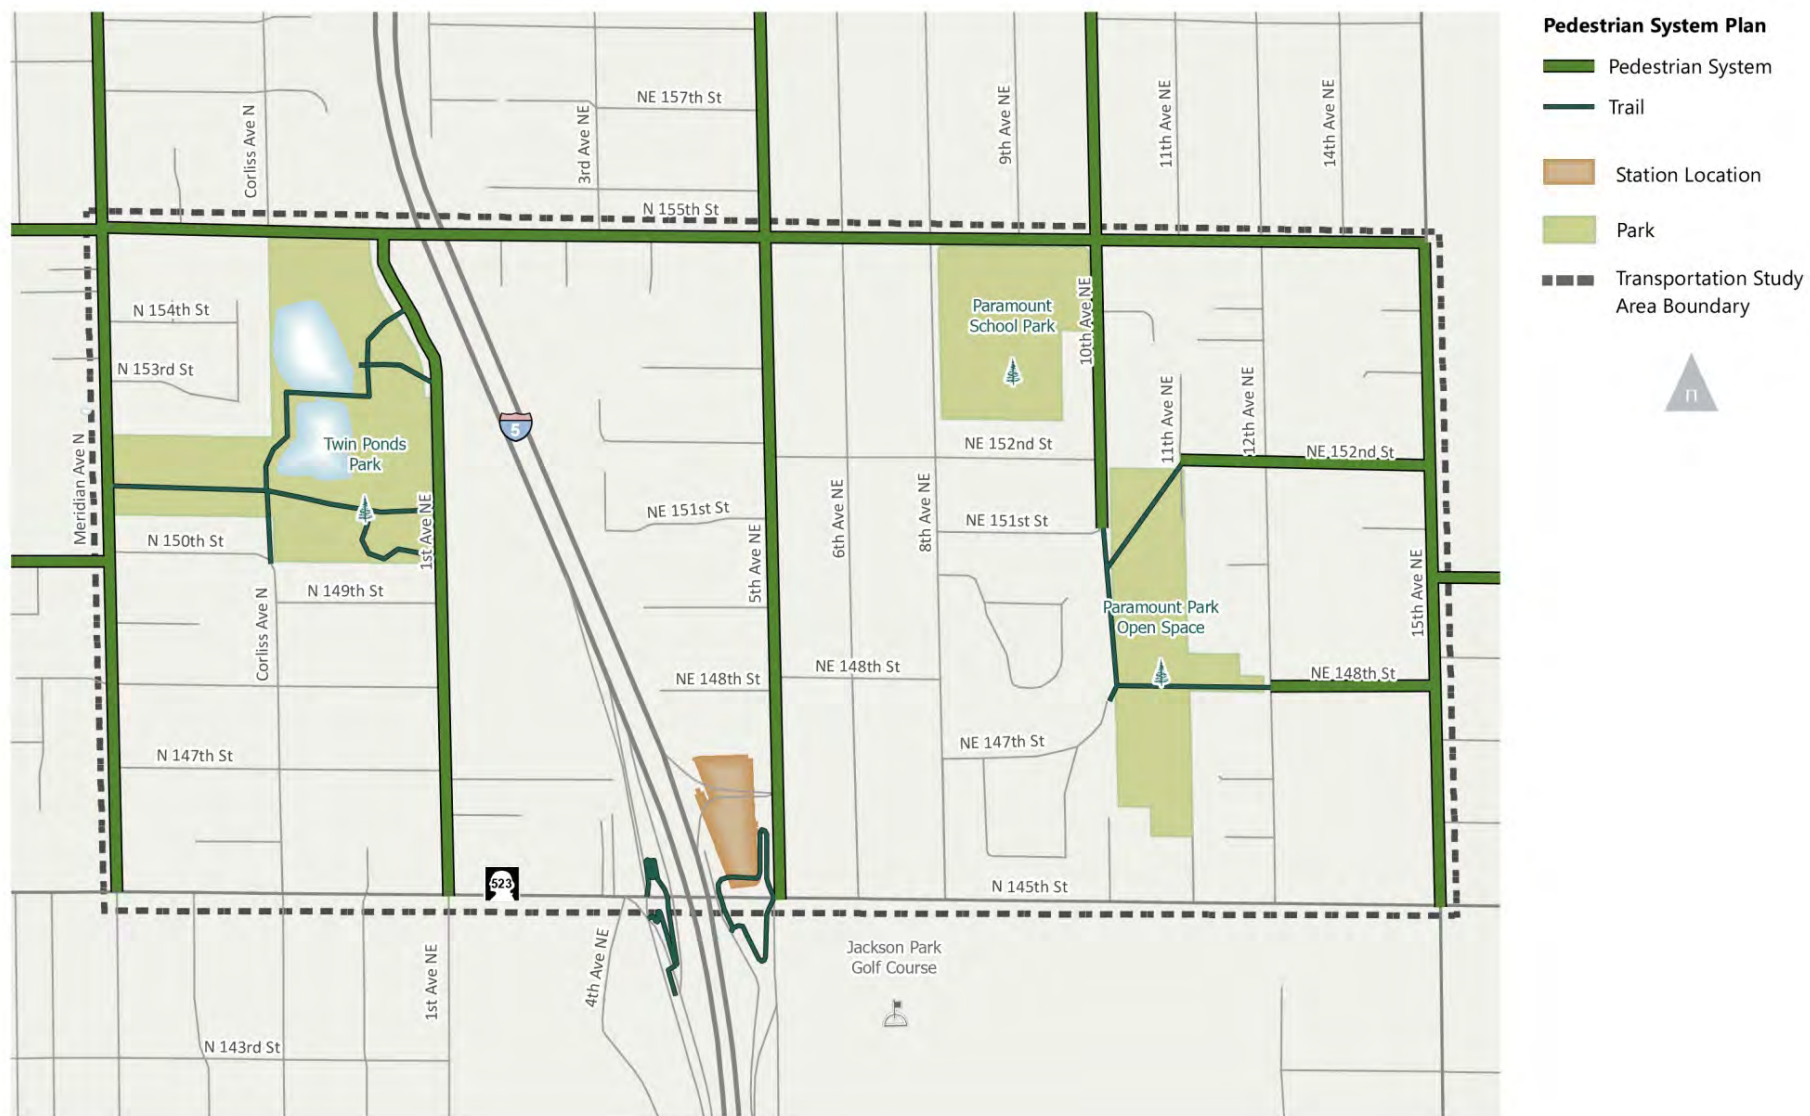 Pedestrian System Plan
Pedestrian System
Trail
Station Location
Park
Transportation Study
Area Boundary
n
NE 157th St
Corliss Ave N
3rd Ave NE
9th Ave NE
11th Ave NE
14th Ave NE
N 155th St
N 154th St
N 153rd St
Paramount
School Park
10th Ave NE
5
Twin Ponds
Park
Meridian Ave N
NE 152nd St
11th Ave NE
12th Ave NE
NE 152nd St
N 150th St
1st Ave NE
NE 151st St
5th Ave NE
6th Ave NE
8th Ave NE
NE 151st St
15th Ave NE
N 149th St
Corliss Ave N
Paramount Park
Open Space
NE 148th St
NE 148th St
NE 148th St
N 147th St
NE 147th St
523
N 145th St
1st Ave NE
4th Ave NE
Jackson Park
Golf Course
N 143rd St